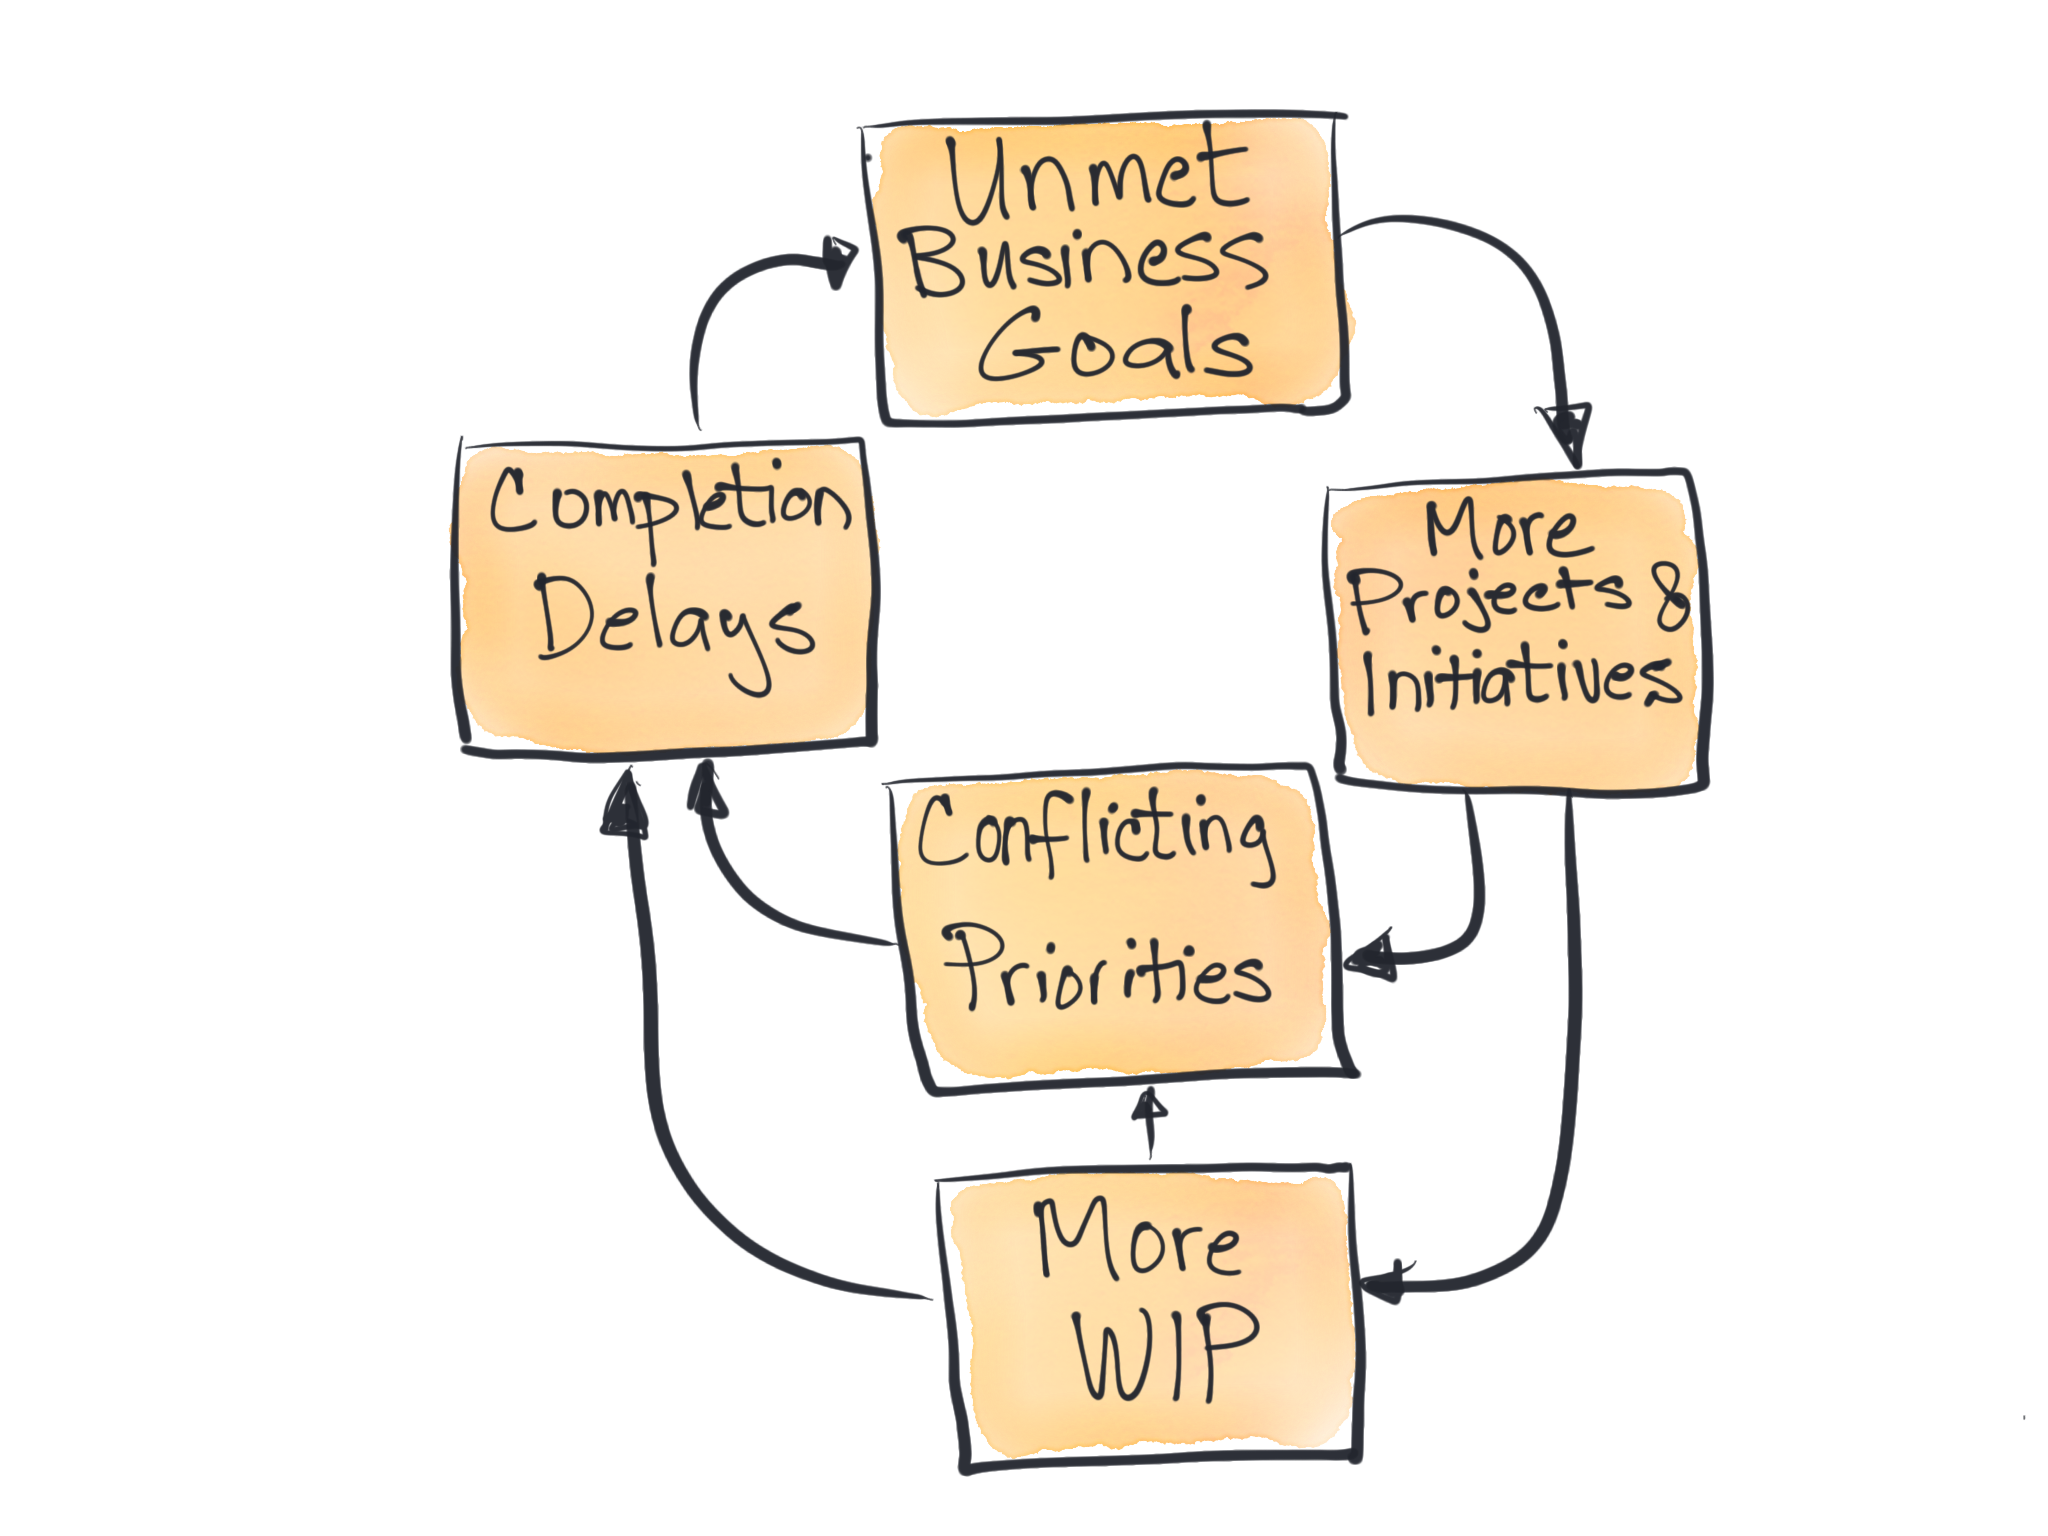 Unmet
Business
Goals
Completion
Delays
More
Projects &
Initiatives
Conflicting
Priorities
More
WIP